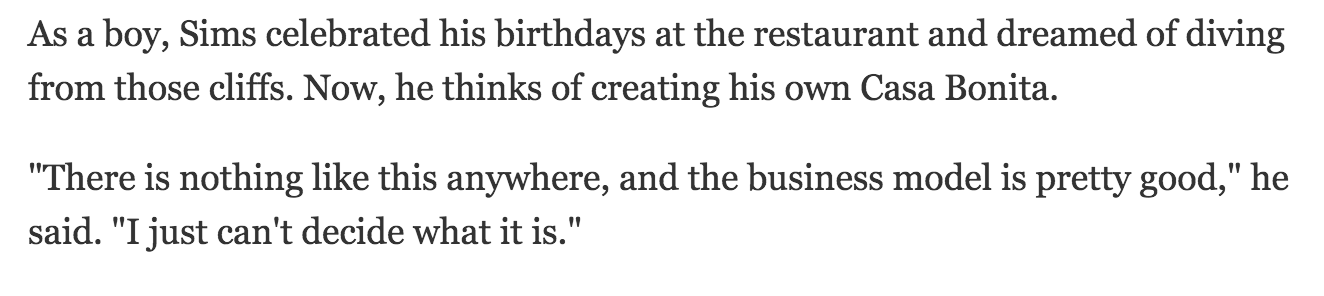 As a boy, Sims celebrated his birthdays at the restaurant and dreamed of diving
from those cliffs. Now, he thinks of creating his own Casa Bonita.
"There is nothing like this anywhere, and the business model is pretty good," he
said. "I just can't decide what it is."